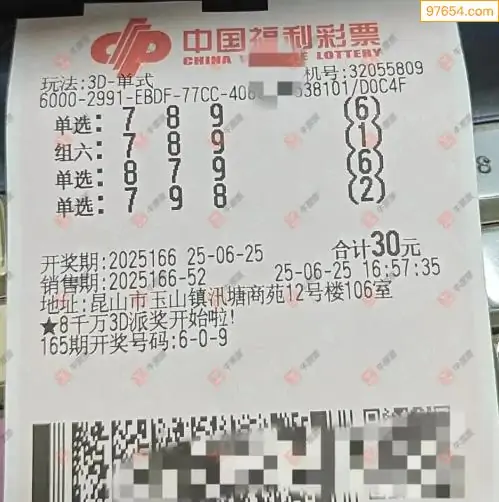 97654.com
中国福利彩票
CHINA LOTTERY
玩法:3D-单式 机号:32055809
6000-2991-EBDF-77CC-40 538101/D0C4F
单选: 7 8 9 (6)
组六: 7 8 9 (1)
单选: 8 7 9 (6)
单选: 7 9 8 (2)
开奖期:2025166 25-06-25 合计30元
销售期:2025166-52 25-06-25 16:57:35
地址:昆山市玉山镇汛塘商苑12号楼106室
★8千万3D派奖开始啦!
165期开奖号码:6-0-9